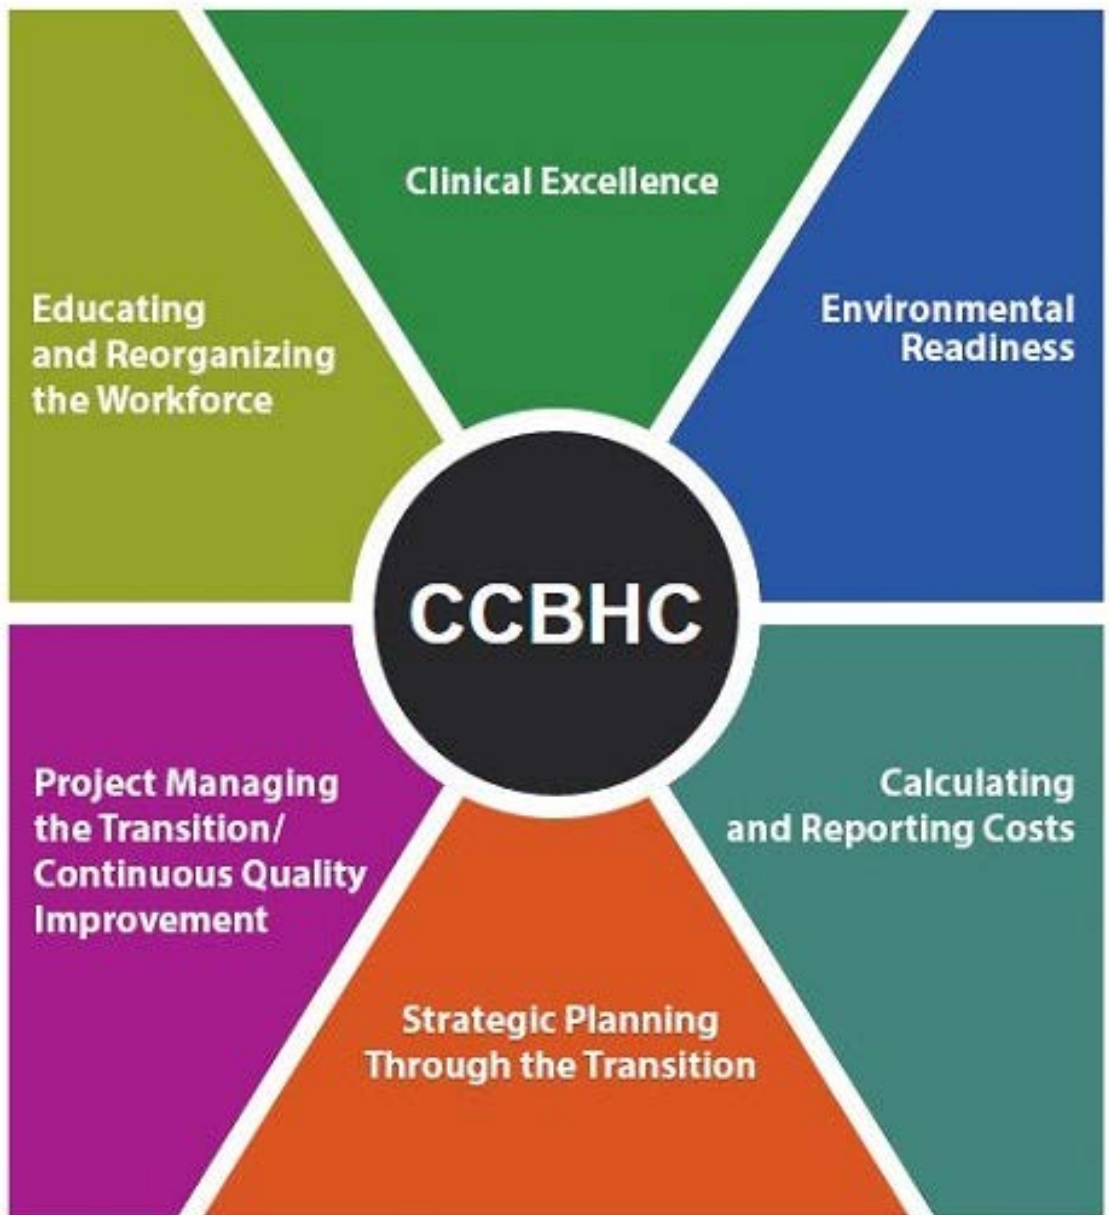 Clinical Excellence
Educating
and Reorganizing
the Workforce
Environmental
Readiness
CCBHC
Project Managing
the Transition/
Continuous Quality
Improvement
Calculating
and Reporting Costs
Strategic Planning
Through the Transition